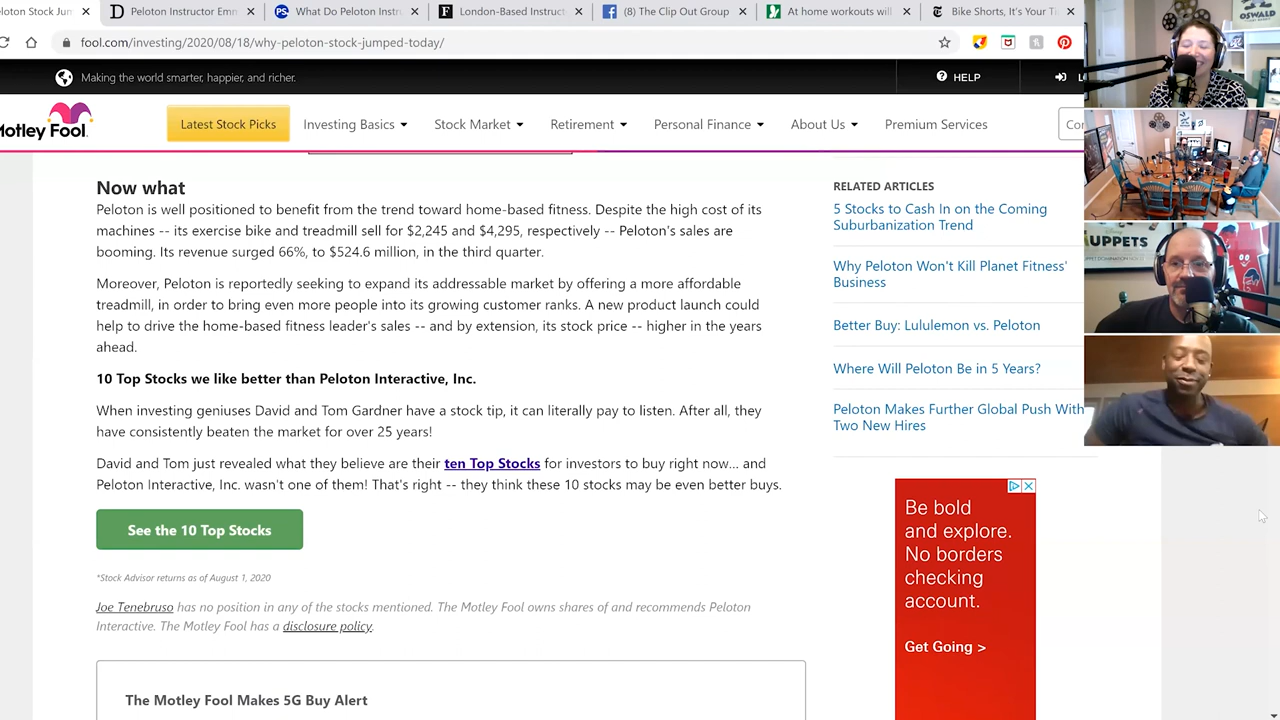 Peloton Instructor Em
What Do Peloton Instr
London-Based Instruct
(8) The Clip Out Group
At home workouts will
Bike Shorts, It's Your Ti
fool.com/investing/2020/08/18/why-peloton-stock-jumped-today/
Making the world smarter, happier, and richer.
HELP
Motley Fool.
Latest Stock Picks
Investing Basics
Stock Market
Retirement
Personal Finance
About Us
Premium Services
Now what
Peloton is well positioned to benefit from the trend toward home-based fitness. Despite the high cost of its
machines -- its exercise bike and treadmill sell for $2,245 and $4,295, respectively -- Peloton's sales are
booming. Its revenue surged 66%, to $524.6 million, in the third quarter.
Moreover, Peloton is reportedly seeking to expand its addressable market by offering a more affordable
treadmill, in order to bring even more people into its growing customer ranks. A new product launch could
help to drive the home-based fitness leader's sales -- and by extension, its stock price -- higher in the years
ahead.
10 Top Stocks we like better than Peloton Interactive, Inc.
When investing geniuses David and Tom Gardner have a stock tip, it can literally pay to listen. After all, they
have consistently beaten the market for over 25 years!
David and Tom just revealed what they believe are their ten Top Stocks for investors to buy right now... and
Peloton Interactive, Inc. wasn't one of them! That's right -- they think these 10 stocks may be even better buys.
See the 10 Top Stocks
*Stock Advisor returns as of August 1, 2020
Joe Tenebruso has no position in any of the stocks mentioned. The Motley Fool owns shares of and recommends Peloton
Interactive. The Motley Fool has a disclosure policy.
The Motley Fool Makes 5G Buy Alert
RELATED ARTICLES
5 Stocks to Cash In on the Coming
Suburbanization Trend
Why Peloton Won't Kill Planet Fitness'
Business
Better Buy: Lululemon vs. Peloton
Where Will Peloton Be in 5 Years?
Peloton Makes Further Global Push With
Two New Hires
Be bold
and explore.
No borders
checking
account.
Get Going >
OSWALD